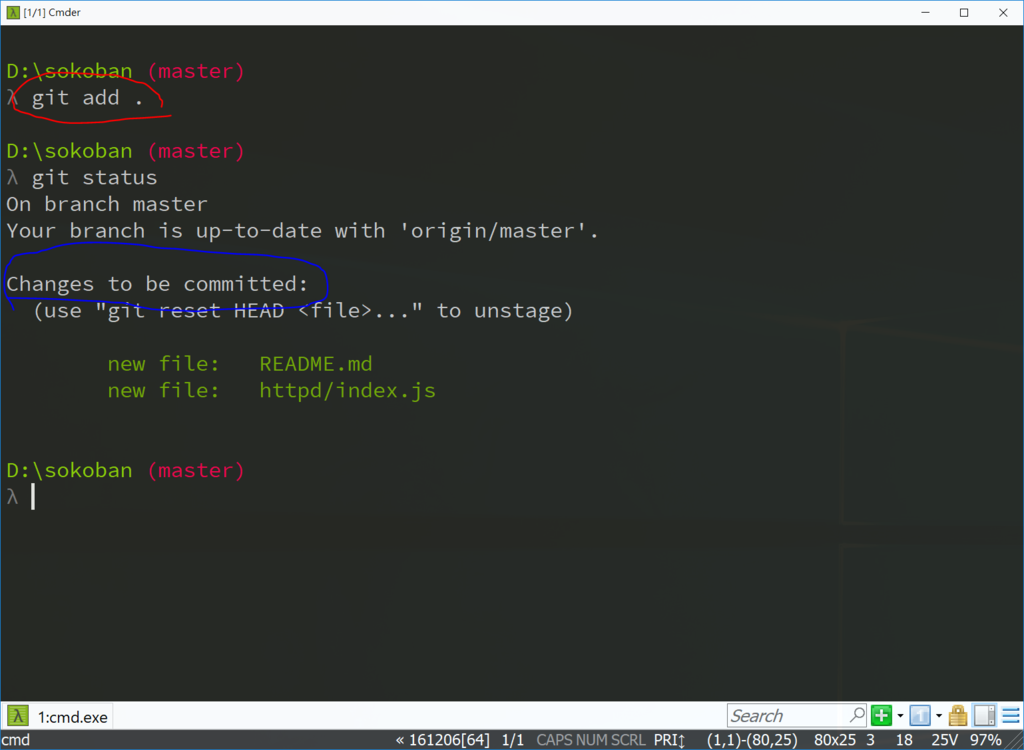 [1/1] Cmder
D:\sokoban (master)
λ git add .
D:\sokoban (master)
λ git status
On branch master
Your branch is up-to-date with 'origin/master'.
Changes to be committed:
(use "git reset HEAD <file>..." to unstage)
new file: README.md
new file: httpd/index.js
D:\sokoban (master)
λ
λ 1:cmd.exe
Search
1
cmd
« 161206[64] 1/1 CAPS NUM SCRL PRI↕ (1,1)-(80,25) 80x25 3 18 25V 97%